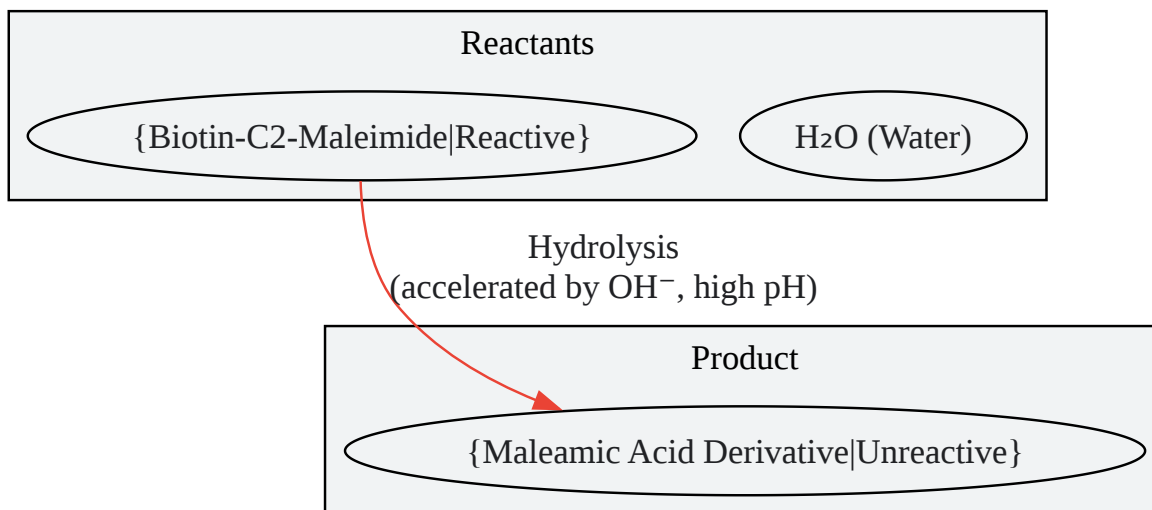 Reactants
{Biotin-C2-Maleimide|Reactive}
H₂O (Water)
Hydrolysis
(accelerated by OH⁻, high pH)
Product
{Maleamic Acid Derivative|Unreactive}